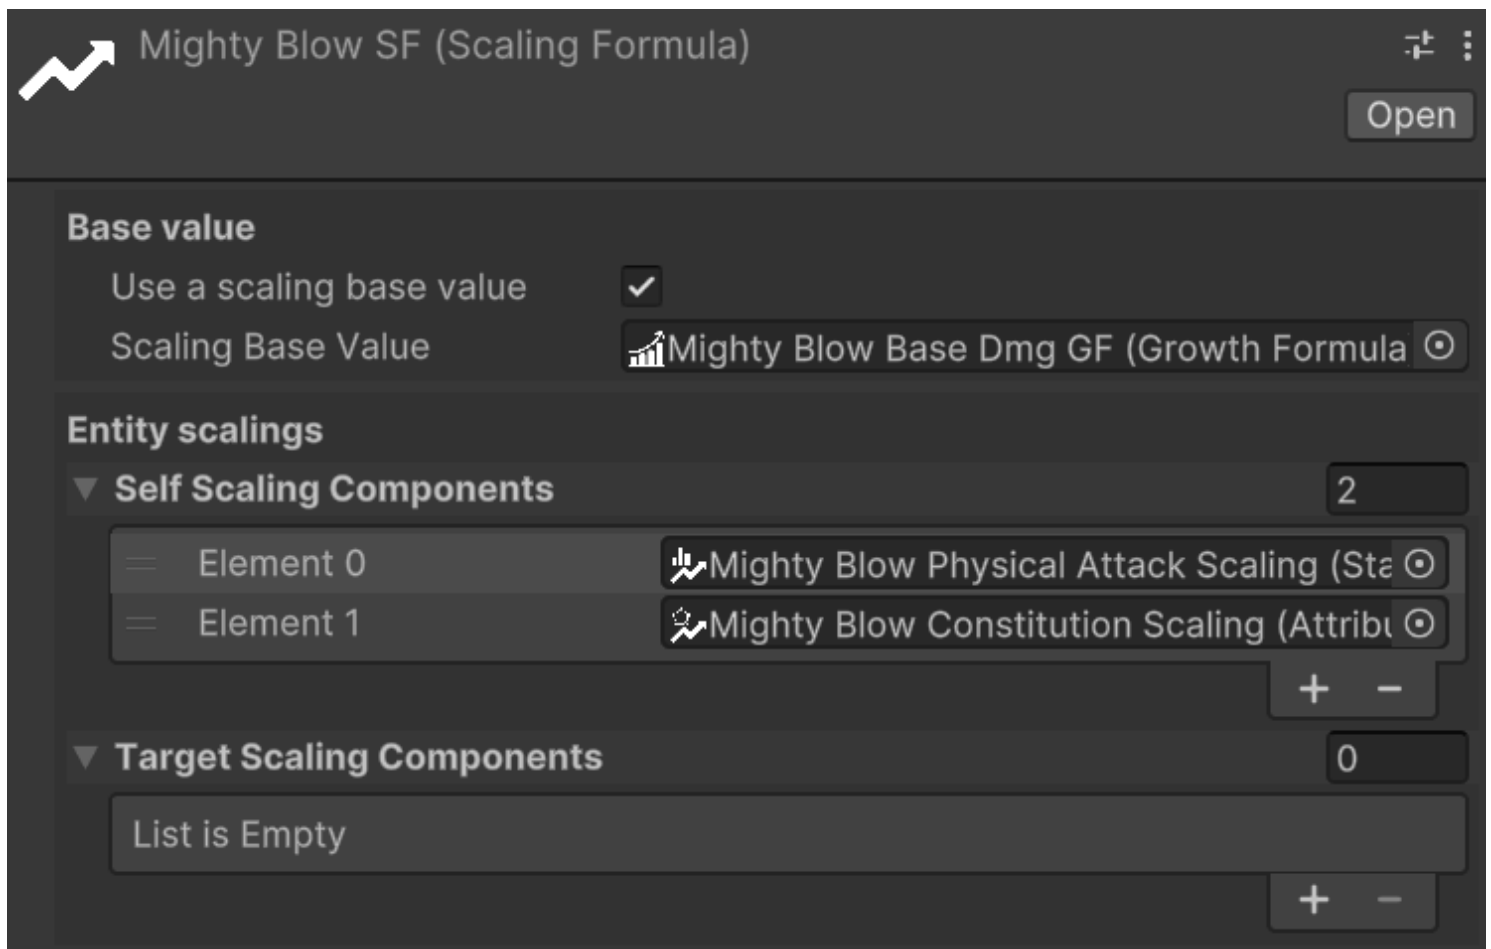 Mighty Blow SF (Scaling Formula)
Open
Base value
Use a scaling base value
Scaling Base Value Mighty Blow Base Dmg GF (Growth Formula
Entity scalings
Self Scaling Components 2
Element 0 Mighty Blow Physical Attack Scaling (Sta
Element 1 Mighty Blow Constitution Scaling (Attribu
+ −
Target Scaling Components 0
List is Empty
+ −